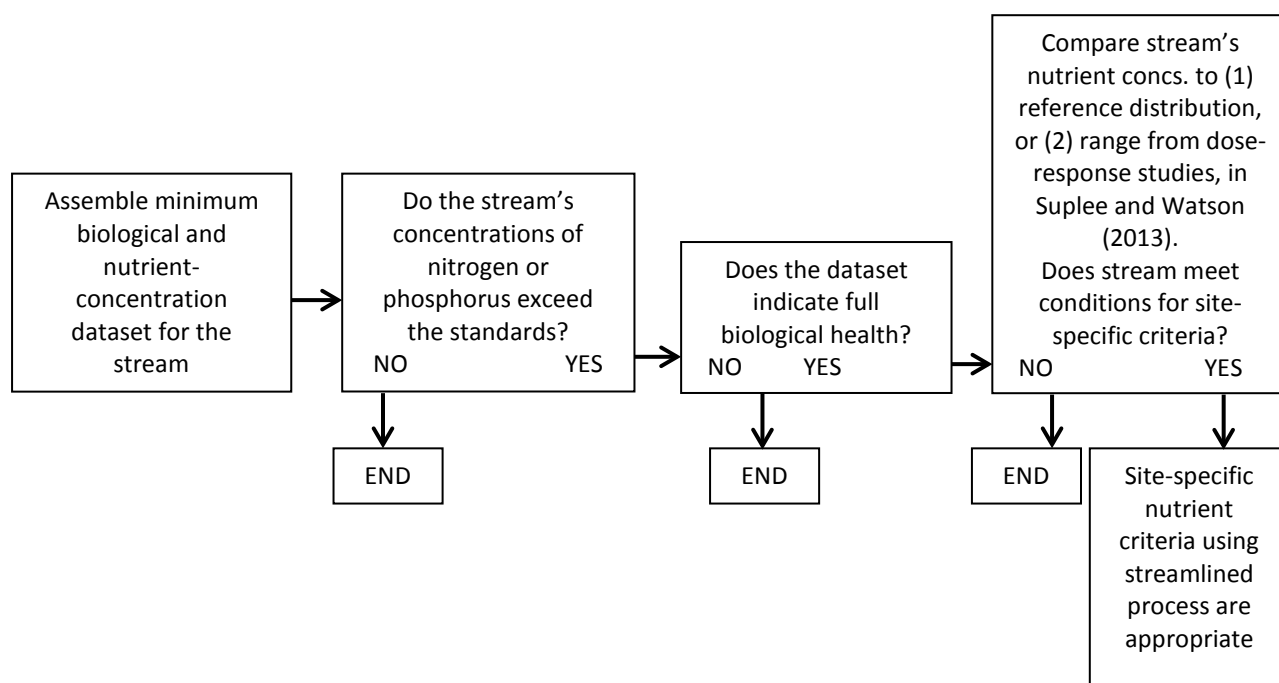 Assemble minimum
biological and
nutrient-
concentration
dataset for the
stream
Do the stream’s
concentrations of
nitrogen or
phosphorus exceed
the standards?
NO YES
END
Does the dataset
indicate full
biological health?
NO YES
END
Compare stream’s
nutrient concs. to (1)
reference distribution,
or (2) range from dose-
response studies, in
Suplee and Watson
(2013).
Does stream meet
conditions for site-
specific criteria?
NO YES
END
Site-specific
nutrient
criteria using
streamlined
process are
appropriate